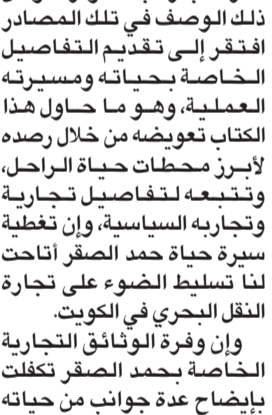 ذلك الوصف في تلك المصادر
افتقر إلى تقديم التفاصيل
الخاصة بحياته ومسيرته
العملية، وهو ما حاول هذا
الكتاب تعويضه من خلال رصده
لأبرز محطات حياة الراحل،
وتتبعه لتفاصيل تجارية
وتجاربه السياسية، وإن تغطية
سيرة حياة حمد الصقر أتاحت
لنا تسليط الضوء على تجارة
النقل البحري في الكويت.
وإن وفرة الوثائق التجارية
الخاصة بحمد الصقر تكفلت
بإيضاح عدة جوانب من حياته